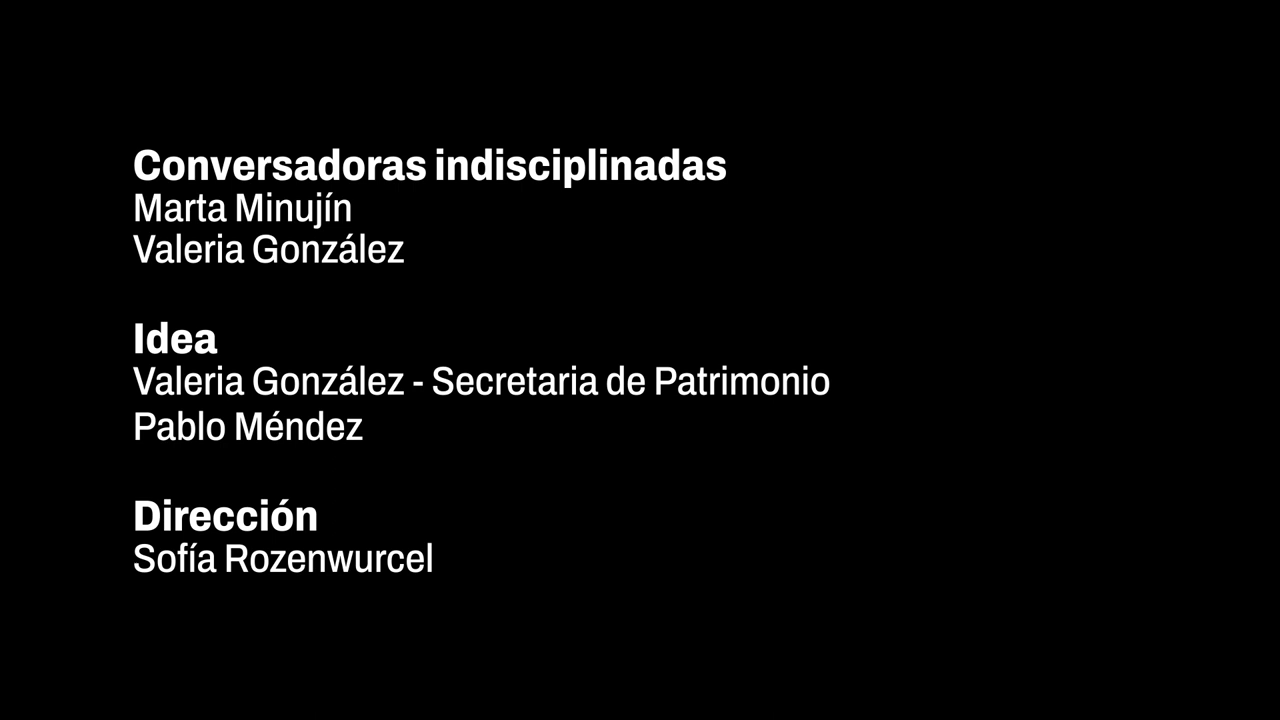 Conversadoras indisciplinadas
Marta Minujín
Valeria González
Idea
Valeria González - Secretaria de Patrimonio
Pablo Méndez
Dirección
Sofía Rozenwurcel